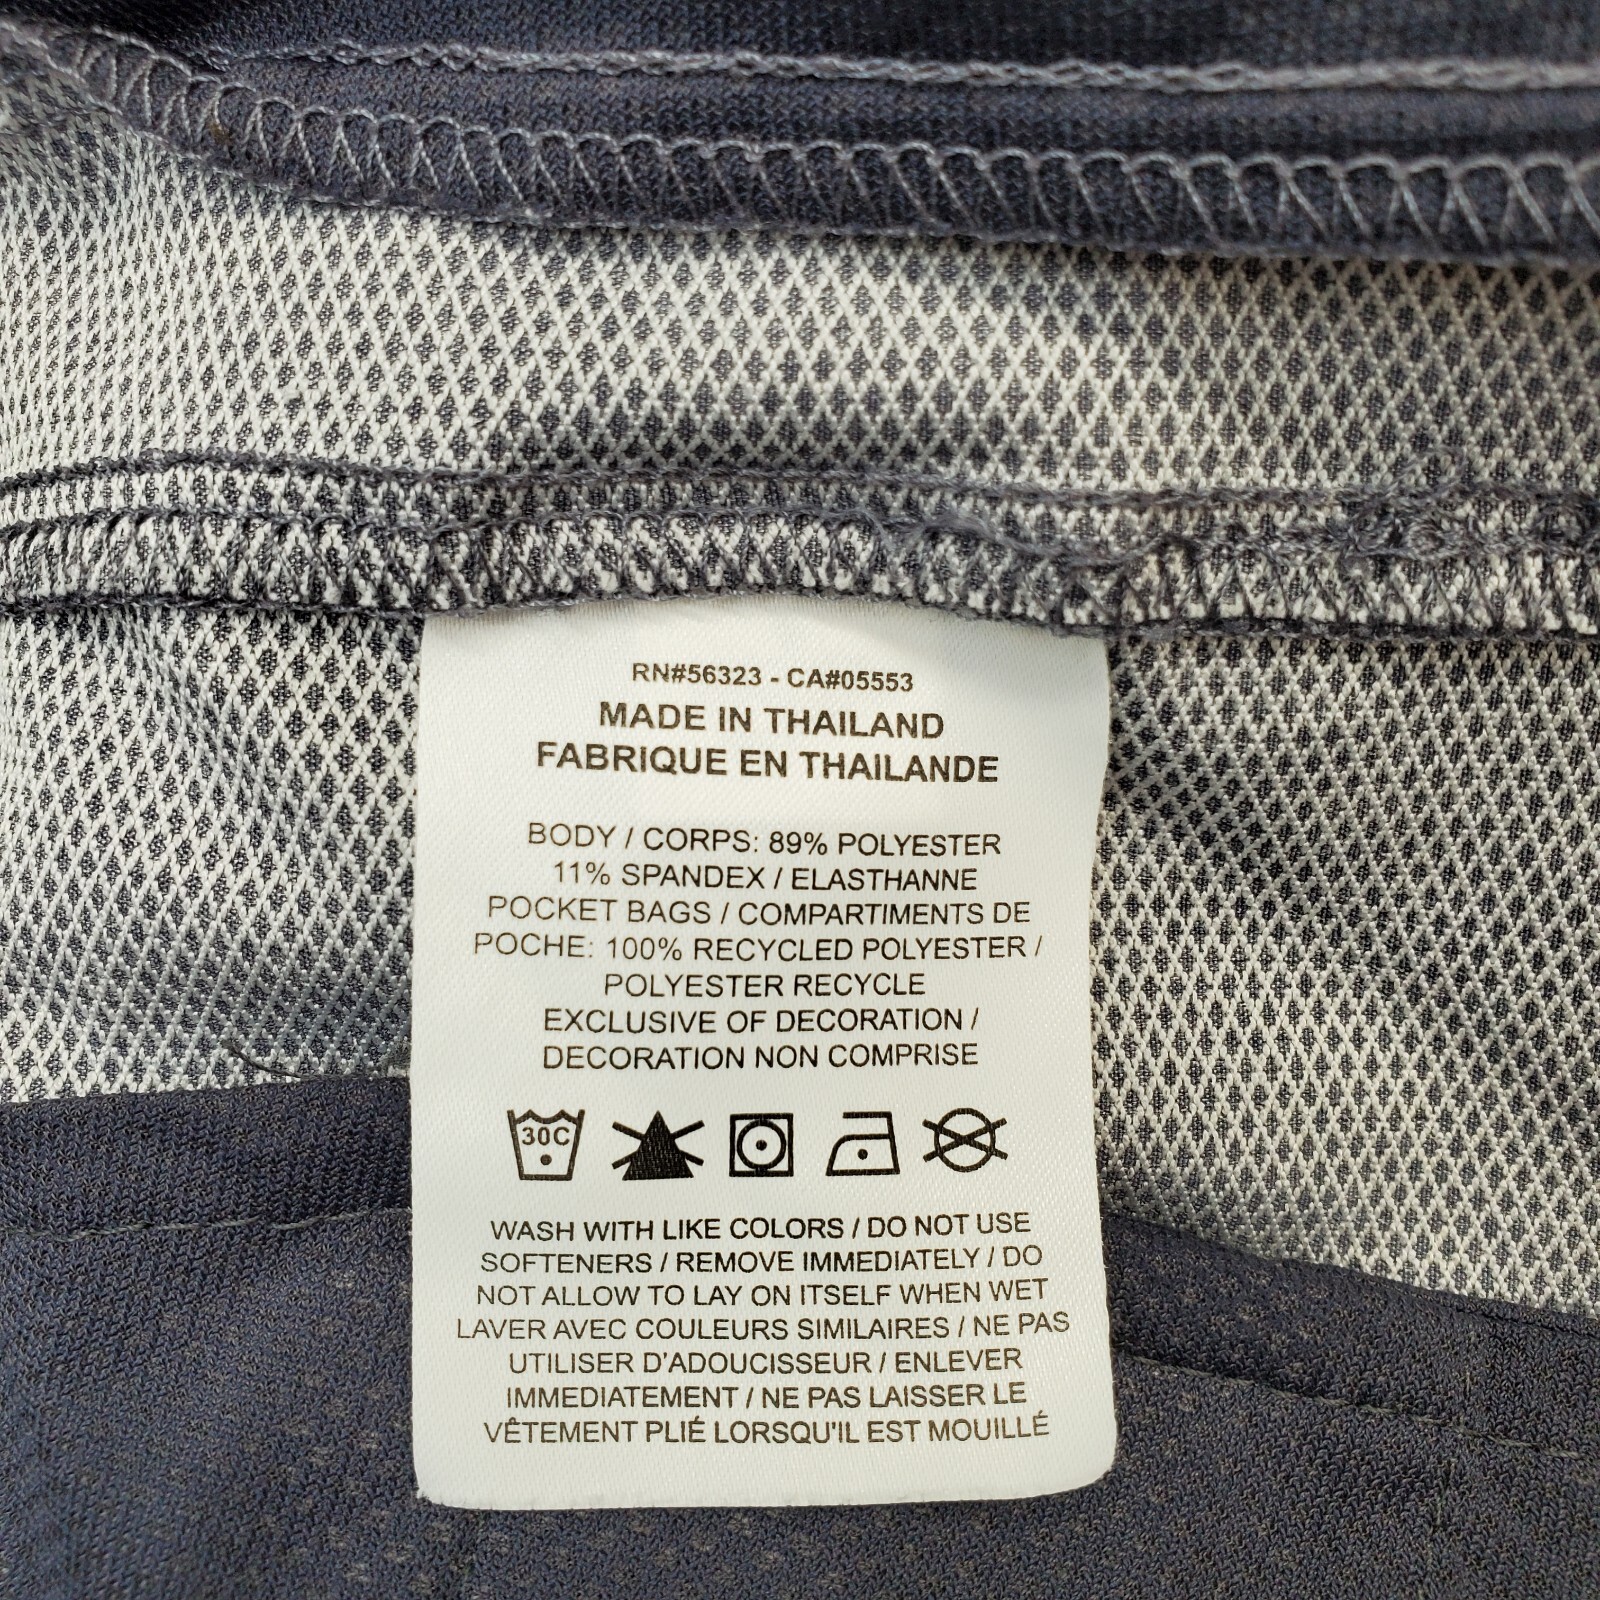 RN#56323 - CA#05553
MADE IN THAILAND
FABRIQUE EN THAILANDE
BODY / CORPS: 89% POLYESTER
11% SPANDEX / ELASTHANNE
POCKET BAGS / COMPARTIMENTS DE
POCHE: 100% RECYCLED POLYESTER /
POLYESTER RECYCLE
EXCLUSIVE OF DECORATION /
DECORATION NON COMPRISE
30C
WASH WITH LIKE COLORS / DO NOT USE
SOFTENERS / REMOVE IMMEDIATELY / DO
NOT ALLOW TO LAY ON ITSELF WHEN WET
LAVER AVEC COULEURS SIMILAIRES / NE PAS
UTILISER D'ADOUCISSEUR / ENLEVER
IMMEDIATEMENT / NE PAS LAISSER LE
VÊTEMENT PLIÉ LORSQU'IL EST MOUILLÉ